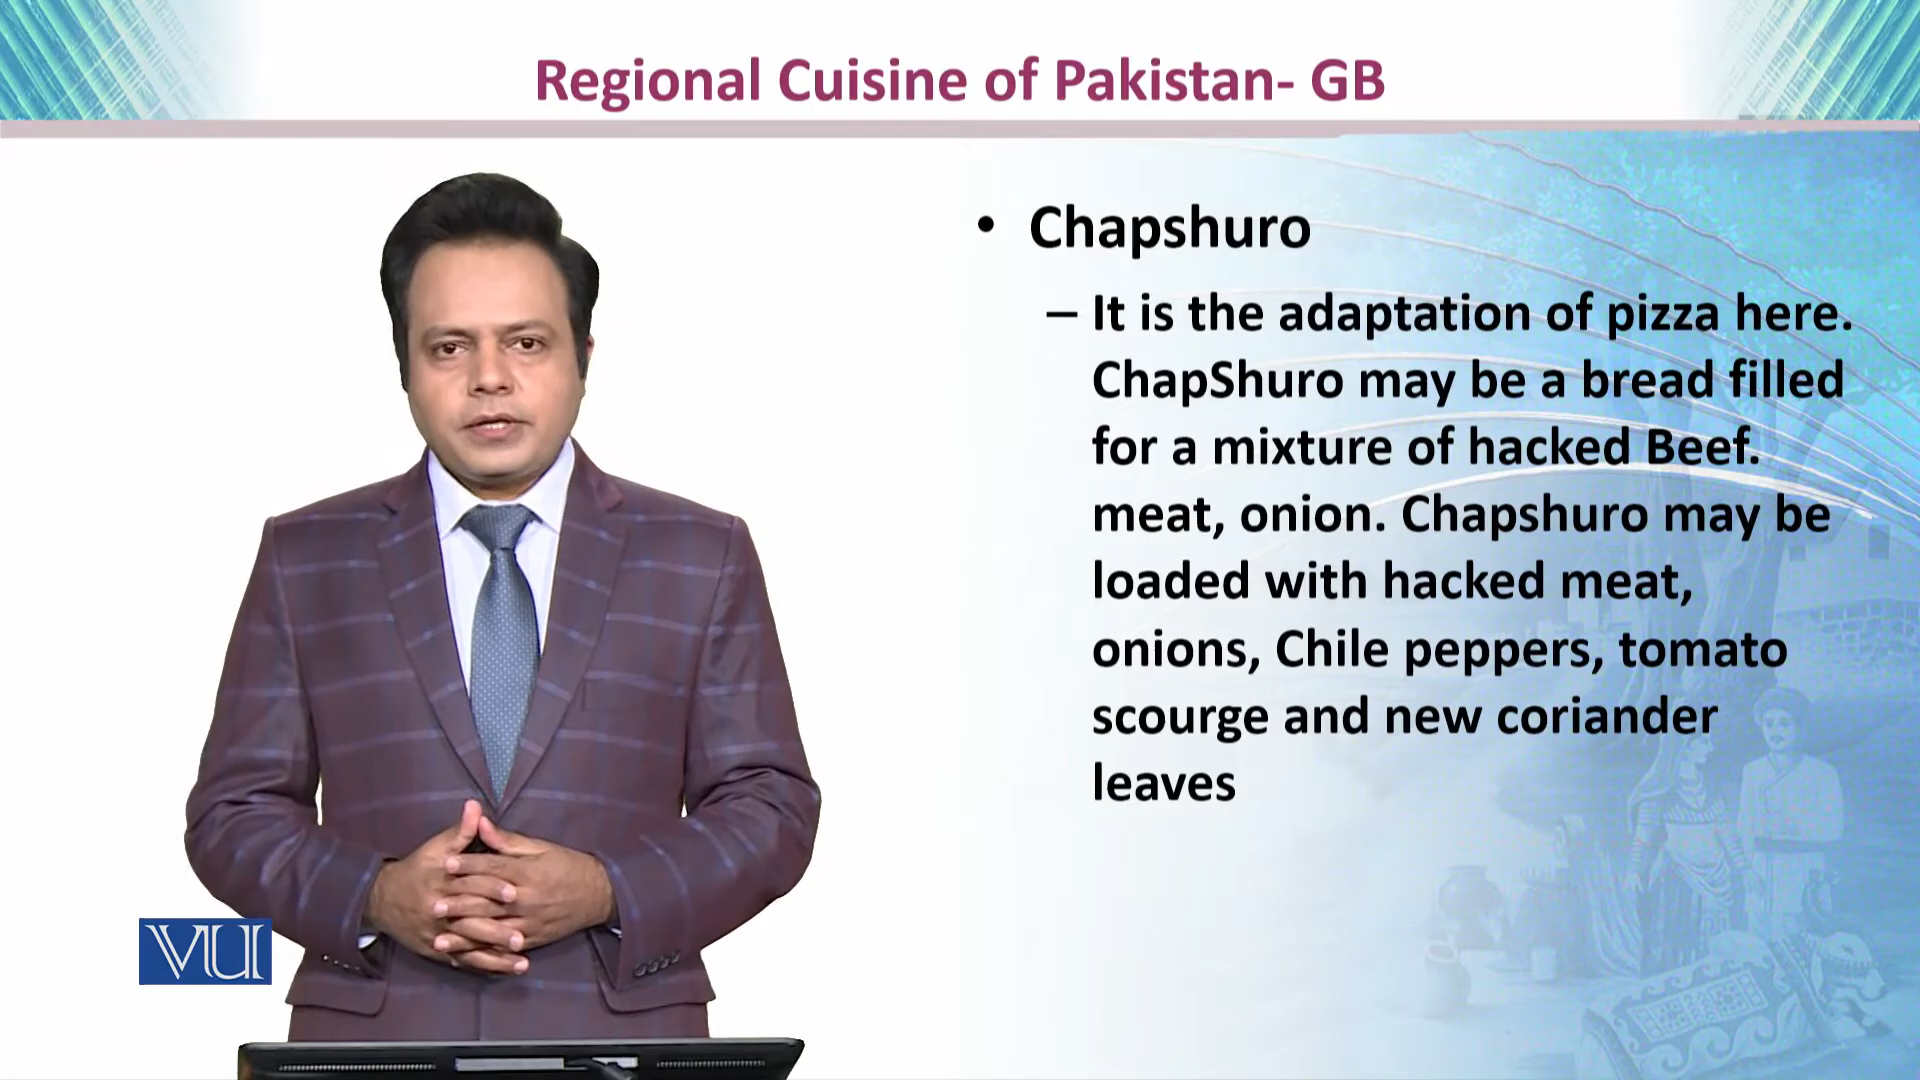 Regional Cuisine of Pakistan- GB
• Chapshuro
– It is the adaptation of pizza here.
ChapShuro may be a bread filled
for a mixture of hacked Beef.
meat, onion. Chapshuro may be
loaded with hacked meat,
onions, Chile peppers, tomato
scourge and new coriander
leaves
VU